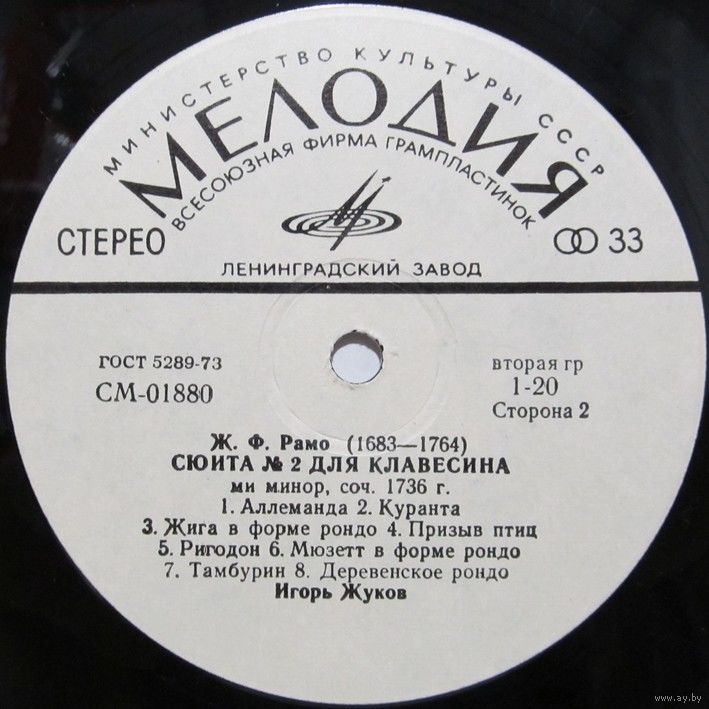 МИНИСТЕРСТВО КУЛЬТУРЫ СССР
МЕЛОДИЯ
ВСЕСОЮЗНАЯ ФИРМА ГРАМПЛАСТИНОК
СТЕРЕО
33
ЛЕНИНГРАДСКИЙ ЗАВОД
ГОСТ 5289-73
СМ-01880
вторая гр
1-20
Сторона 2
Ж. Ф. Рамо (1683—1764)
СЮИТА № 2 ДЛЯ КЛАВЕСИНА
ми минор, соч. 1736 г.
1. Аллеманда 2. Куранта
3. Жига в форме рондо 4. Призыв птиц
5. Ригодон 6. Мюзетт в форме рондо
7. Тамбурин 8. Деревенское рондо
Игорь Жуков
www.ay.by